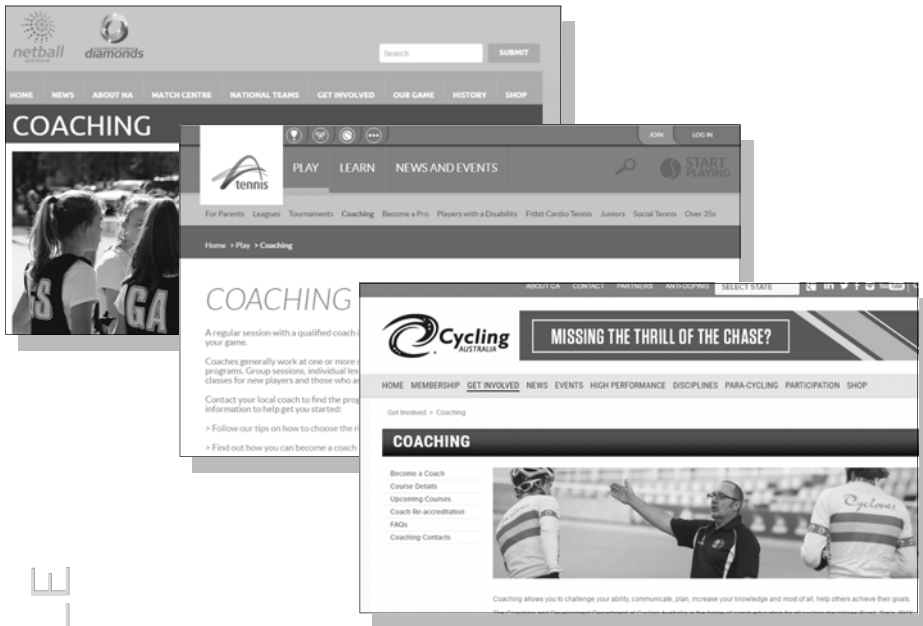 netball
AUSTRALIA
diamonds
Search
SUBMIT
HOME NEWS ABOUT NA MATCH CENTRE NATIONAL TEAMS GET INVOLVED OUR GAME HISTORY SHOP
COACHING
ES GA
JOIN LOG IN
tennis
PLAY LEARN NEWS AND EVENTS
START
PLAYING
For Parents Leagues Tournaments Coaching Become a Pro Players with a Disability Fitbit Cardio Tennis Juniors Social Tennis Over 35s
Home > Play > Coaching
COACHING
A regular session with a qualified coach i
your game.
Coaches generally work at one or more
programs. Group sessions, individual les
classes for new players and those who as
Contact your local coach to find the prog
information to help get you started:
> Follow our tips on how to choose the ri
> Find out how you can become a coach
ABOUT CA CONTACT PARTNERS ANTI-DOPING SELECT STATE
Cycling
AUSTRALIA
MISSING THE THRILL OF THE CHASE?
HOME MEMBERSHIP GET INVOLVED NEWS EVENTS HIGH PERFORMANCE DISCIPLINES PARA-CYCLING PARTICIPATION SHOP
Get Involved > Coaching
COACHING
Become a Coach
Course Details
Upcoming Courses
Coach Re-accreditation
FAQs
Coaching Contacts
Cyclones
Coaching allows you to challenge your ability, communicate, plan, increase your knowledge and most of all, help others achieve their goals.